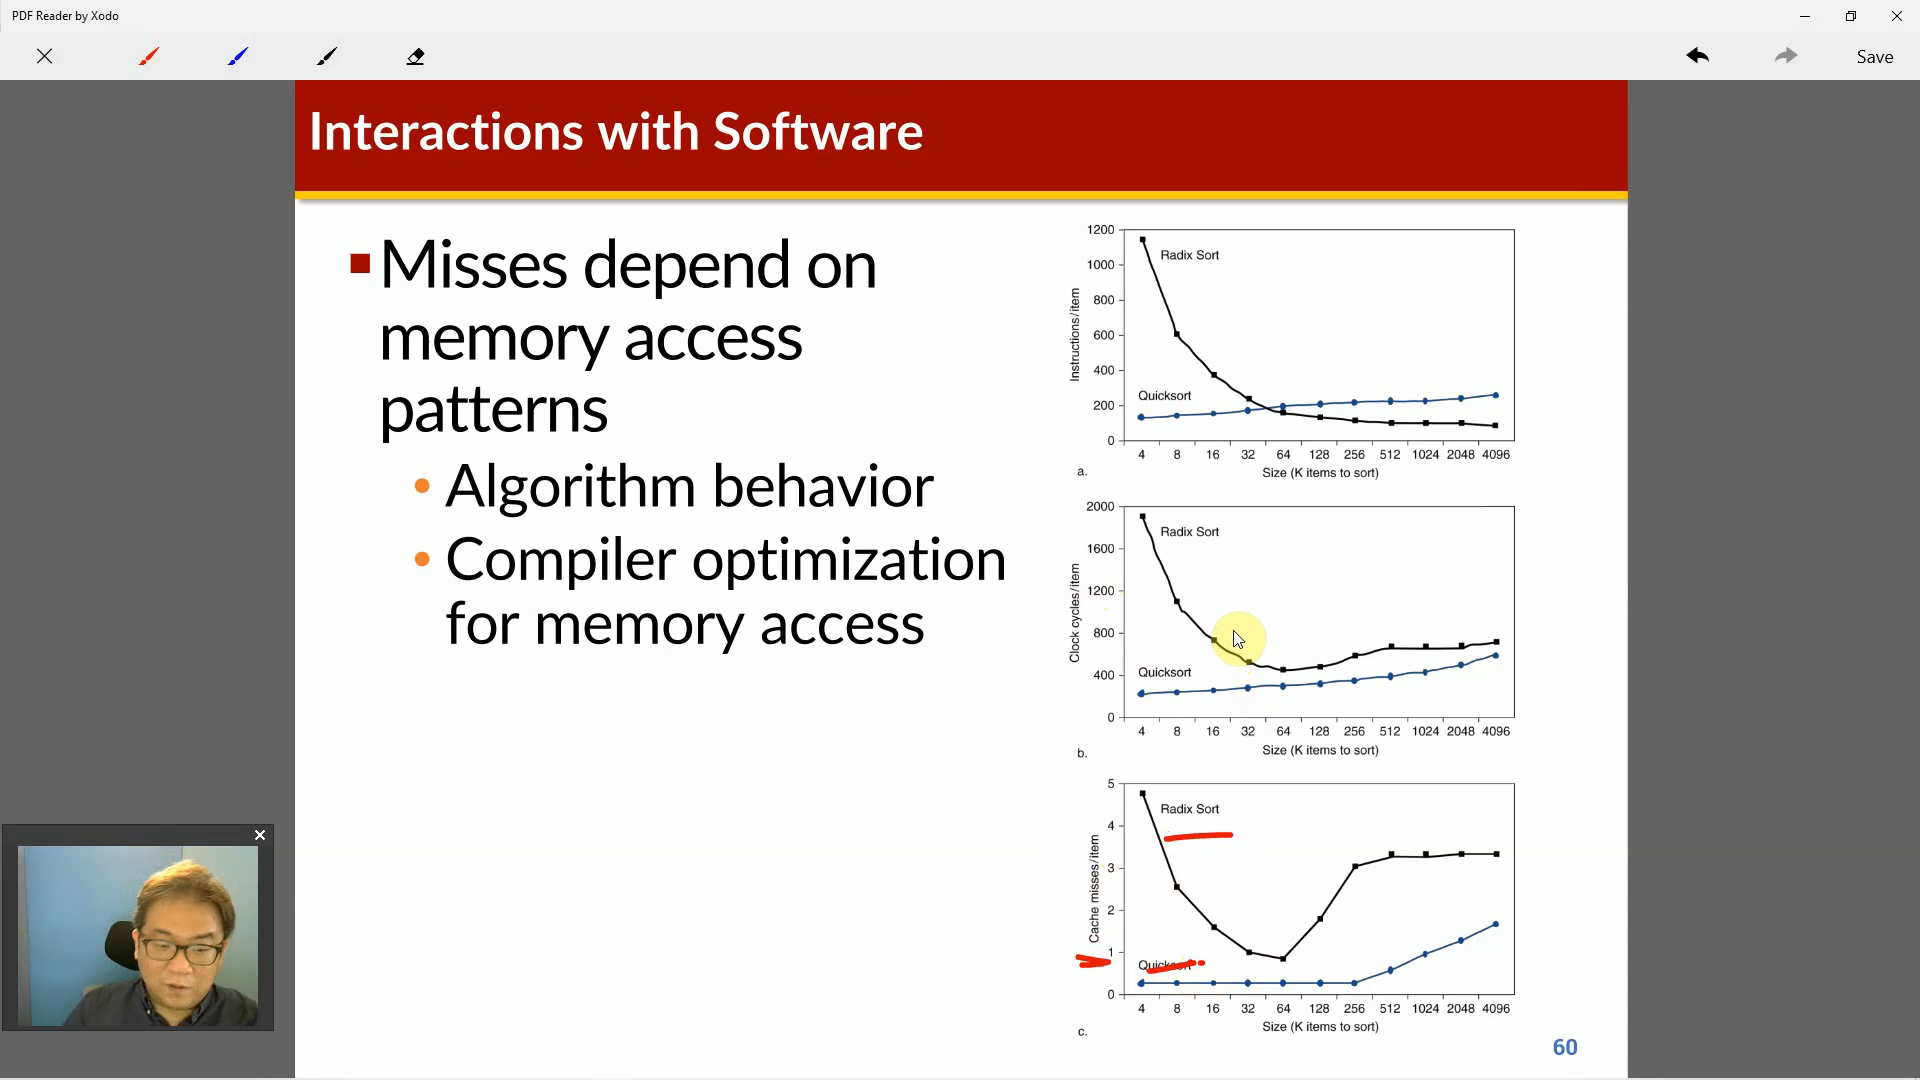 PDF Reader by Xodo
Save
Interactions with Software
Misses depend on
memory access
patterns
Algorithm behavior
Compiler optimization
for memory access
1200
1000
800
600
400
200
0
Instructions/item
Radix Sort
Quicksort
4 8 16 32 64 128 256 512 1024 2048 4096
Size (K items to sort)
a.
2000
1600
1200
800
400
0
Clock cycles/item
Radix Sort
Quicksort
4 8 16 32 64 128 256 512 1024 2048 4096
Size (K items to sort)
b.
5
4
3
2
1
0
Cache misses/item
Radix Sort
Quicksort
4 8 16 32 64 128 256 512 1024 2048 4096
Size (K items to sort)
c.
60